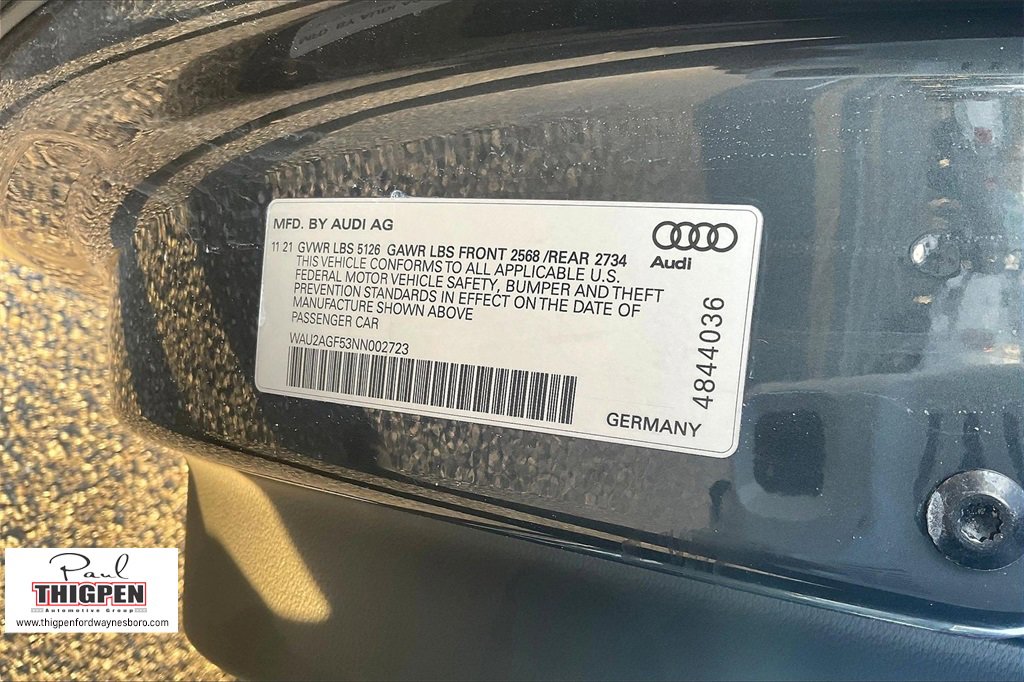 MFD. BY AUDI AG
11 21 GVWR LBS 5126 GAWR LBS FRONT 2568 /REAR 2734
THIS VEHICLE CONFORMS TO ALL APPLICABLE U.S.
FEDERAL MOTOR VEHICLE SAFETY, BUMPER AND THEFT
PREVENTION STANDARDS IN EFFECT ON THE DATE OF
MANUFACTURE SHOWN ABOVE
PASSENGER CAR
WAU2AGF53NN002723
Audi
4844036
GERMANY
Paul
THIGPEN
Automotive Group
www.thigpenfordwaynesboro.com